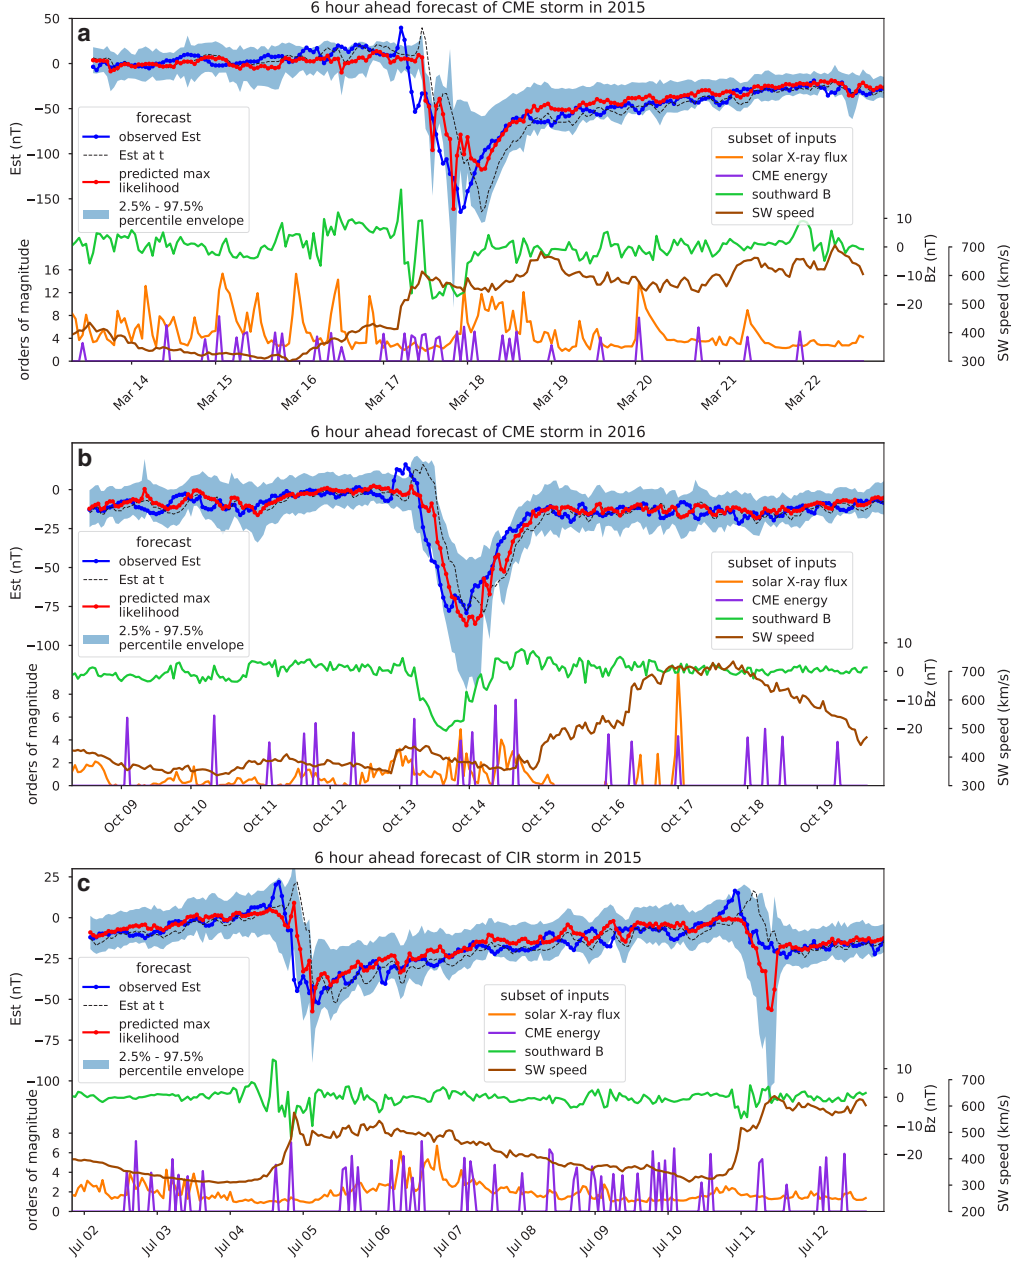 6 hour ahead forecast of CME storm in 2015
a
50
0
−50
−100
−150
Est (nT)
forecast
observed Est
Est at t
predicted max
likelihood
2.5% - 97.5%
percentile envelope
subset of inputs
solar X-ray flux
CME energy
southward B
SW speed
16
12
8
4
0
orders of magnitude
10
0
−10
−20
Bz (nT)
700
600
500
400
300
SW speed (km/s)
Mar 14
Mar 15
Mar 16
Mar 17
Mar 18
Mar 19
Mar 20
Mar 21
Mar 22
6 hour ahead forecast of CME storm in 2016
b
0
−25
−50
−75
−100
Est (nT)
forecast
observed Est
Est at t
predicted max
likelihood
2.5% - 97.5%
percentile envelope
subset of inputs
solar X-ray flux
CME energy
southward B
SW speed
8
6
4
2
0
orders of magnitude
10
0
−10
−20
Bz (nT)
700
600
500
400
300
SW speed (km/s)
Oct 09
Oct 10
Oct 11
Oct 12
Oct 13
Oct 14
Oct 15
Oct 16
Oct 17
Oct 18
Oct 19
6 hour ahead forecast of CIR storm in 2015
c
25
0
−25
−50
−75
−100
Est (nT)
forecast
observed Est
Est at t
predicted max
likelihood
2.5% - 97.5%
percentile envelope
subset of inputs
solar X-ray flux
CME energy
southward B
SW speed
8
6
4
2
0
orders of magnitude
10
0
−10
−20
Bz (nT)
700
600
500
400
300
200
SW speed (km/s)
Jul 02
Jul 03
Jul 04
Jul 05
Jul 06
Jul 07
Jul 08
Jul 09
Jul 10
Jul 11
Jul 12